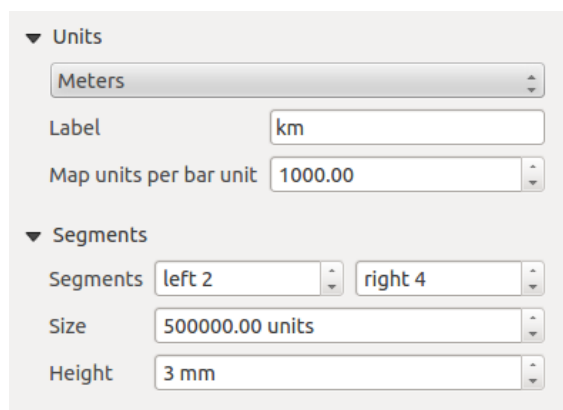 Units
Meters
Label km
Map units per bar unit 1000.00
Segments
Segments left 2 right 4
Size 500000.00 units
Height 3 mm